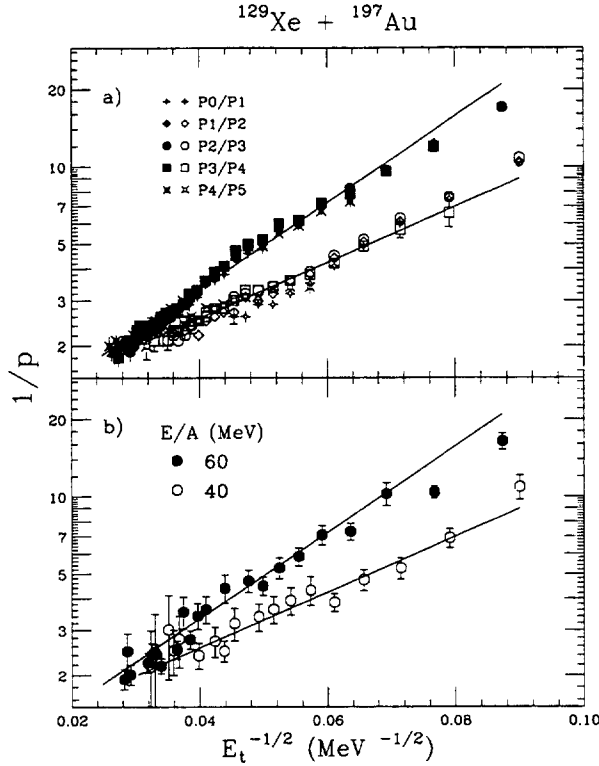 ¹²⁹Xe + ¹⁹⁷Au
a)
P0/P1
P1/P2
P2/P3
P3/P4
P4/P5
20
10
7
5
3
2
1/p
b)
E/A (MeV)
60
40
20
10
7
5
3
2
0.02 0.04 0.06 0.08 0.10
Eₜ⁻¹/² (MeV⁻¹/²)